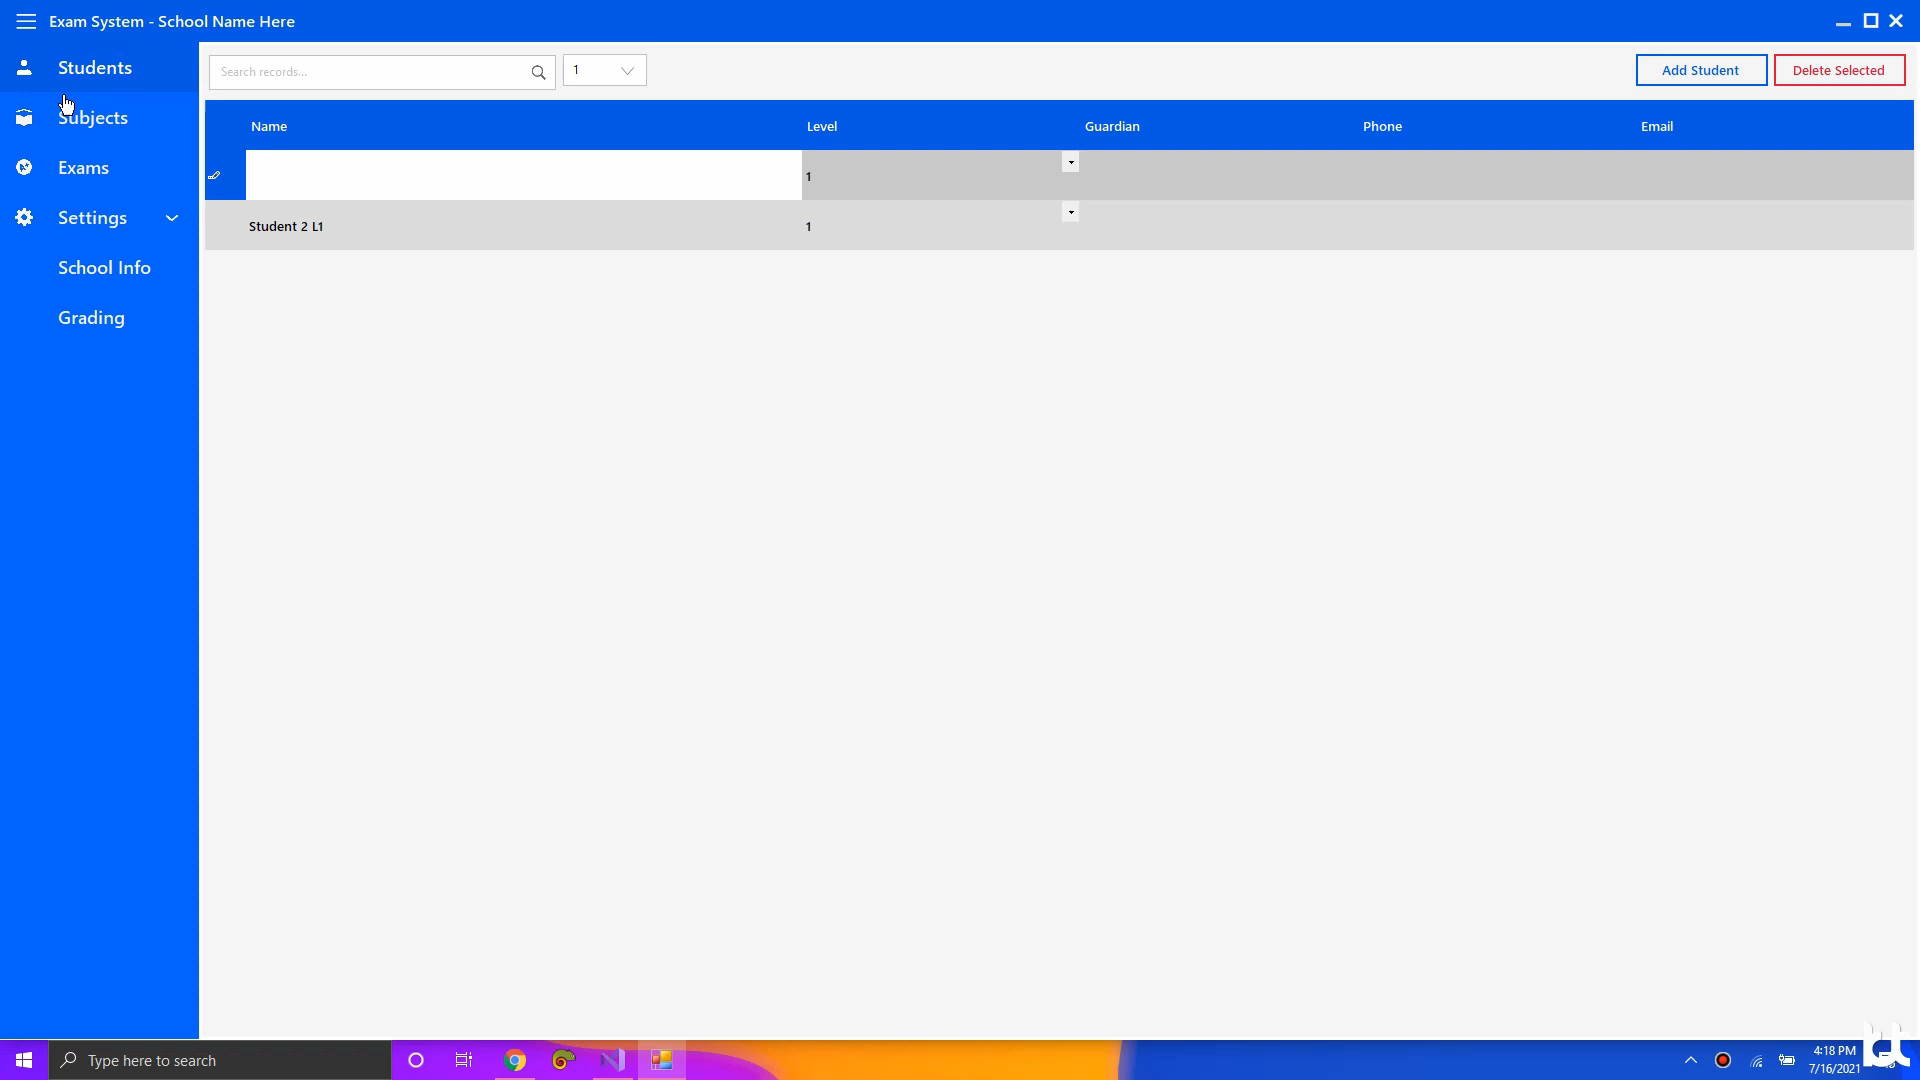 Exam System - School Name Here
Students
Subjects
Exams
Settings
School Info
Grading
Search records...
1
Add Student
Delete Selected
Name Level Guardian Phone Email
1
Student 2 L1 1
Type here to search
4:18 PM
7/16/2021